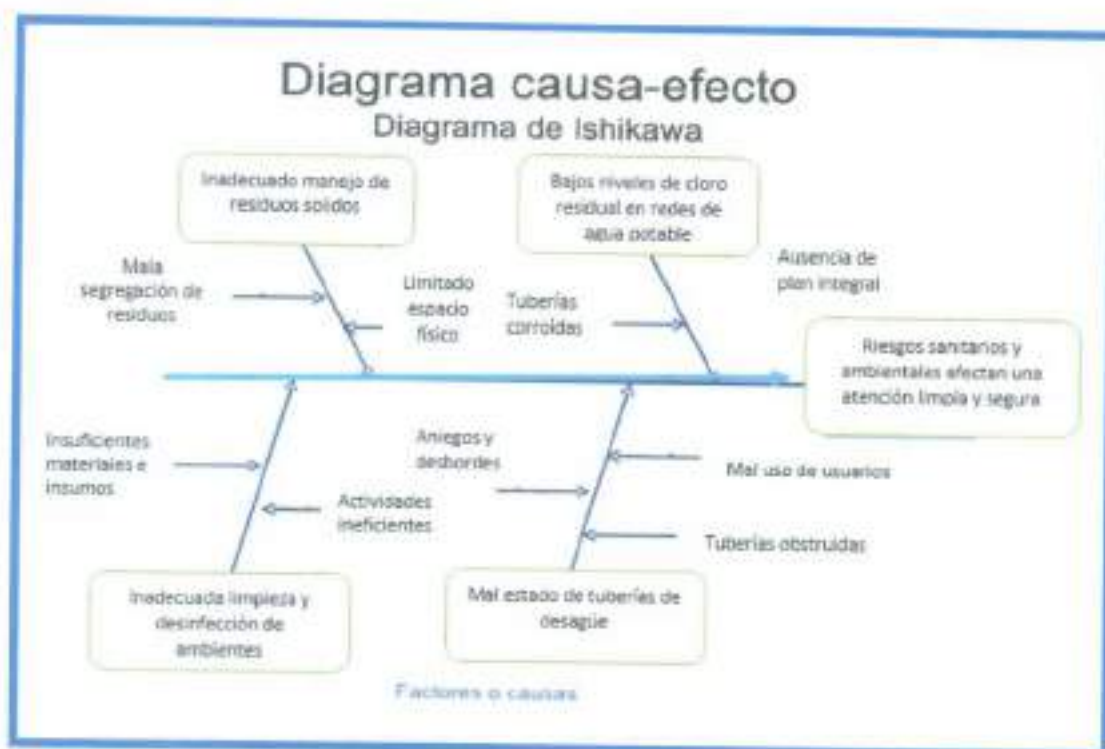 Diagrama causa-efecto
Diagrama de Ishikawa
Inadecuado manejo de
residuos solidos
Bajos niveles de cloro
residual en redes de
agua potable
Mala
segregación de
residuos
Limitado
espacio
físico
Tuberías
corroídas
Ausencia de
plan integral
Riesgos sanitarios y
ambientales afectan una
atención limpia y segura
Insuficientes
materiales e
insumos
Actividades
ineficientes
Aniegos y
desbordes
Mal uso de usuarios
Tuberías obstruidas
Inadecuada limpieza y
desinfección de
ambientes
Mal estado de tuberías de
desagüe
Factores o causas